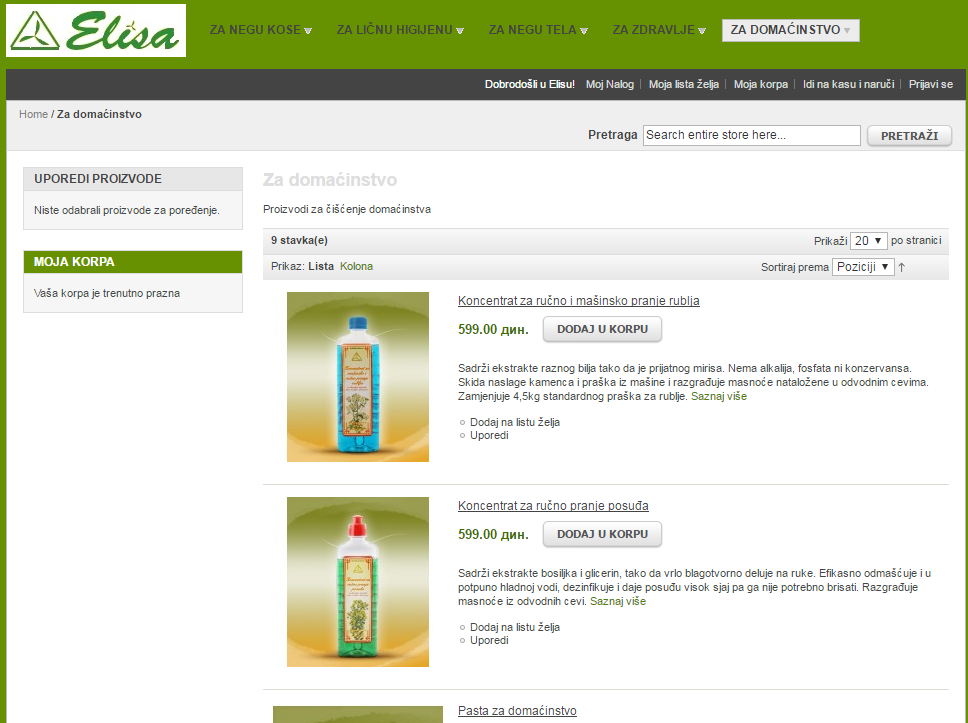 Elisa
ZA NEGU KOSE
ZA LIČNU HIGIJENU
ZA NEGU TELA
ZA ZDRAVLJE
ZA DOMAĆINSTVO
Dobrodošli u Elisu! Moj Nalog | Moja lista želja | Moja korpa | Idi na kasu i naruči | Prijavi se
Home / Za domaćinstvo
Pretraga Search entire store here... PRETRAŽI
UPOREDI PROIZVODE
Niste odabrali proizvode za poređenje.
MOJA KORPA
Vaša korpa je trenutno prazna
Za domaćinstvo
Proizvodi za čišćenje domaćinstva
9 stavka(e) Prikaži 20 po stranici
Prikaz: Lista Kolona Sortiraj prema Poziciji
Koncentrat za ručno i mašinsko pranje rublja
599.00 дин. DODAJ U KORPU
Sadrži ekstrakte raznog bilja tako da je prijatnog mirisa. Nema alkalija, fosfata ni konzervansa.
Skida naslage kamenca i praška iz mašine i razgrađuje masnoće nataložene u odvodnim cevima.
Zamjenjuje 4,5kg standardnog praška za rublje. Saznaj više
Dodaj na listu želja
Uporedi
Koncentrat za ručno pranje posuđa
599.00 дин. DODAJ U KORPU
Sadrži ekstrakte bosiljka i glicerin, tako da vrlo blagotvorno deluje na ruke. Efikasno odmašćuje i u
potpuno hladnoj vodi, dezinfikuje i daje posuđu visok sjaj pa ga nije potrebno brisati. Razgrađuje
masnoće iz odvodnih cevi. Saznaj više
Dodaj na listu želja
Uporedi
Pasta za domaćinstvo